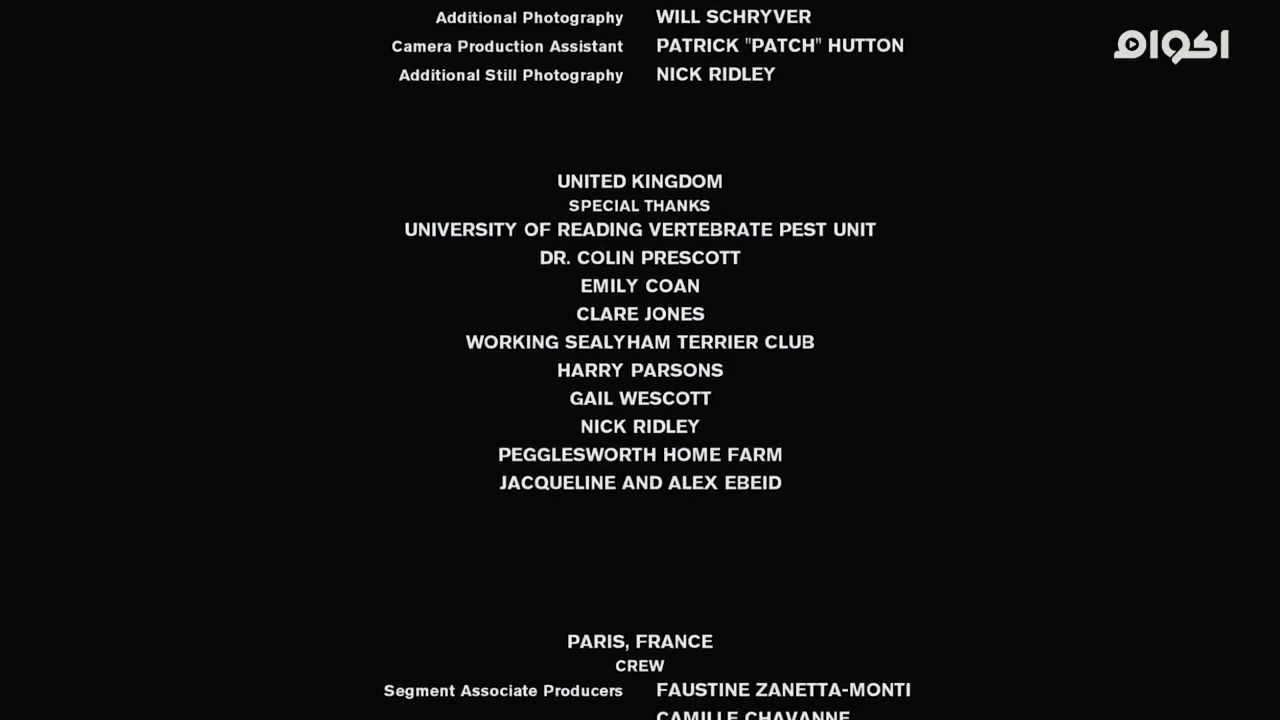 Additional Photography WILL SCHRYVER
اكوام
Camera Production Assistant PATRICK "PATCH" HUTTON
Additional Still Photography NICK RIDLEY
UNITED KINGDOM
SPECIAL THANKS
UNIVERSITY OF READING VERTEBRATE PEST UNIT
DR. COLIN PRESCOTT
EMILY COAN
CLARE JONES
WORKING SEALYHAM TERRIER CLUB
HARRY PARSONS
GAIL WESCOTT
NICK RIDLEY
PEGGLESWORTH HOME FARM
JACQUELINE AND ALEX EBEID
PARIS, FRANCE
CREW
Segment Associate Producers FAUSTINE ZANETTA-MONTI
CAMILLE CHAVANNE